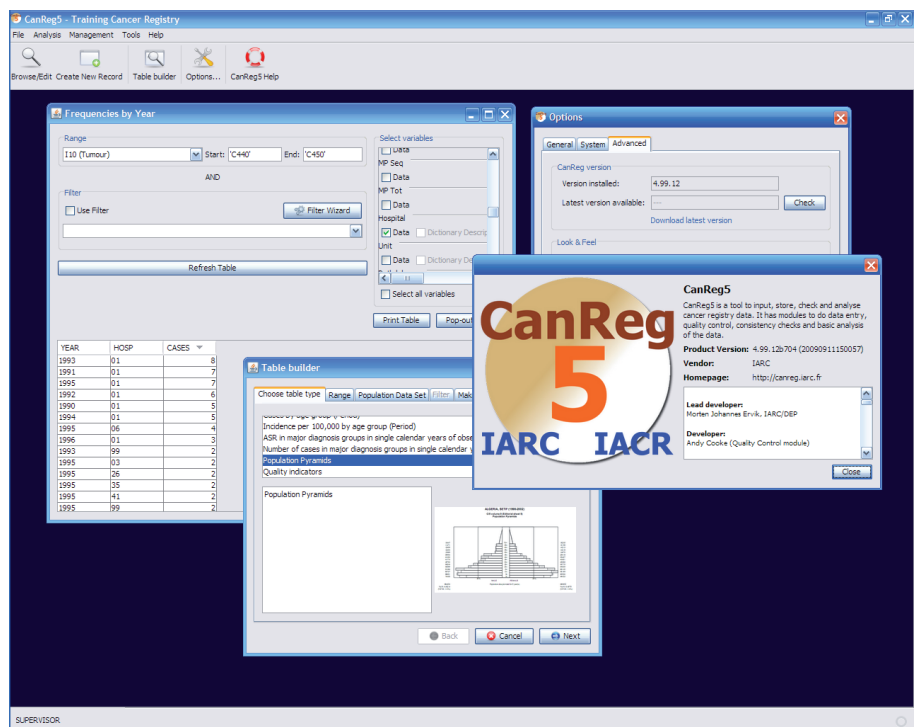 CanReg5 - Training Cancer Registry
File Analysis Management Tools Help
Browse/Edit Create New Record Table builder Options... CanReg5 Help
Frequencies by Year
Range
I10 (Tumour) Start: 'C440' End: 'C450'
AND
Filter
Use Filter Filter Wizard
Refresh Table
Select variables
Data
MP Seq
Data
MP Tot
Data
Hospital
Data Dictionary Descrip
Unit
Data Dictionary De
Select all variables
Print Table Pop-out
YEAR HOSP CASES
1993 01 8
1991 01 7
1995 01 7
1992 01 6
1990 01 5
1994 01 5
1995 06 4
1996 01 3
1993 99 2
1995 03 2
1995 26 2
1995 35 2
1995 41 2
1995 99 2
Options
General System Advanced
CanReg version
Version installed: 4.99.12
Latest version available: --- Check
Download latest version
Look & Feel
CanReg
5
IARC IACR
CanReg5
CanReg5 is a tool to input, store, check and analyse
cancer registry data. It has modules to do data entry,
quality control, consistency checks and basic analysis
of the data.
Product Version: 4.99.12b704 (20090911150057)
Vendor: IARC
Homepage: http://canreg.iarc.fr
Lead developer:
Morten Johannes Ervik, IARC/DEP
Developer:
Andy Cooke (Quality Control module)
Close
Table builder
Choose table type Range Population Data Set Filter Mak
Cases by age group (Period)
Incidence per 100,000 by age group (Period)
ASR in major diagnosis groups in single calendar years of obse
Number of cases in major diagnosis groups in single calendar y
Population Pyramids
Quality indicators
Population Pyramids
Back Cancel Next
SUPERVISOR